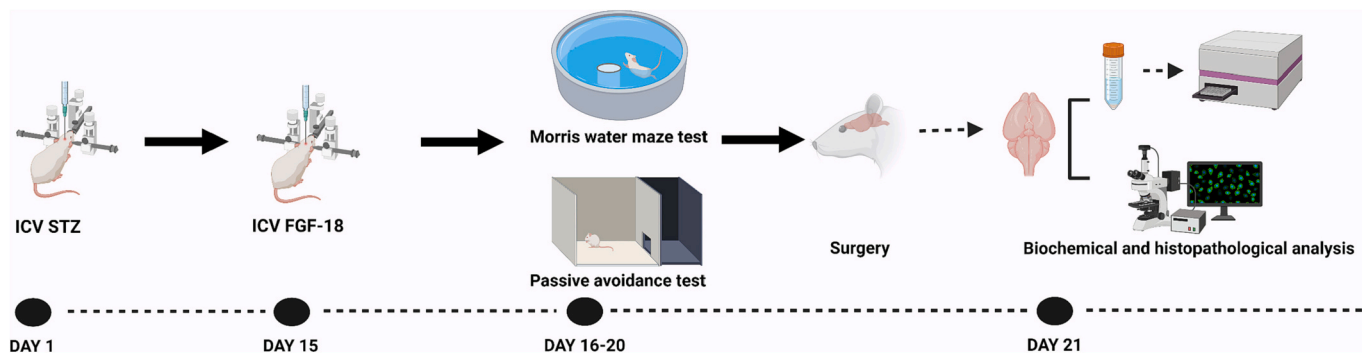 ICV STZ
ICV FGF-18
Morris water maze test
Passive avoidance test
Surgery
Biochemical and histopathological analysis
DAY 1
DAY 15
DAY 16-20
DAY 21